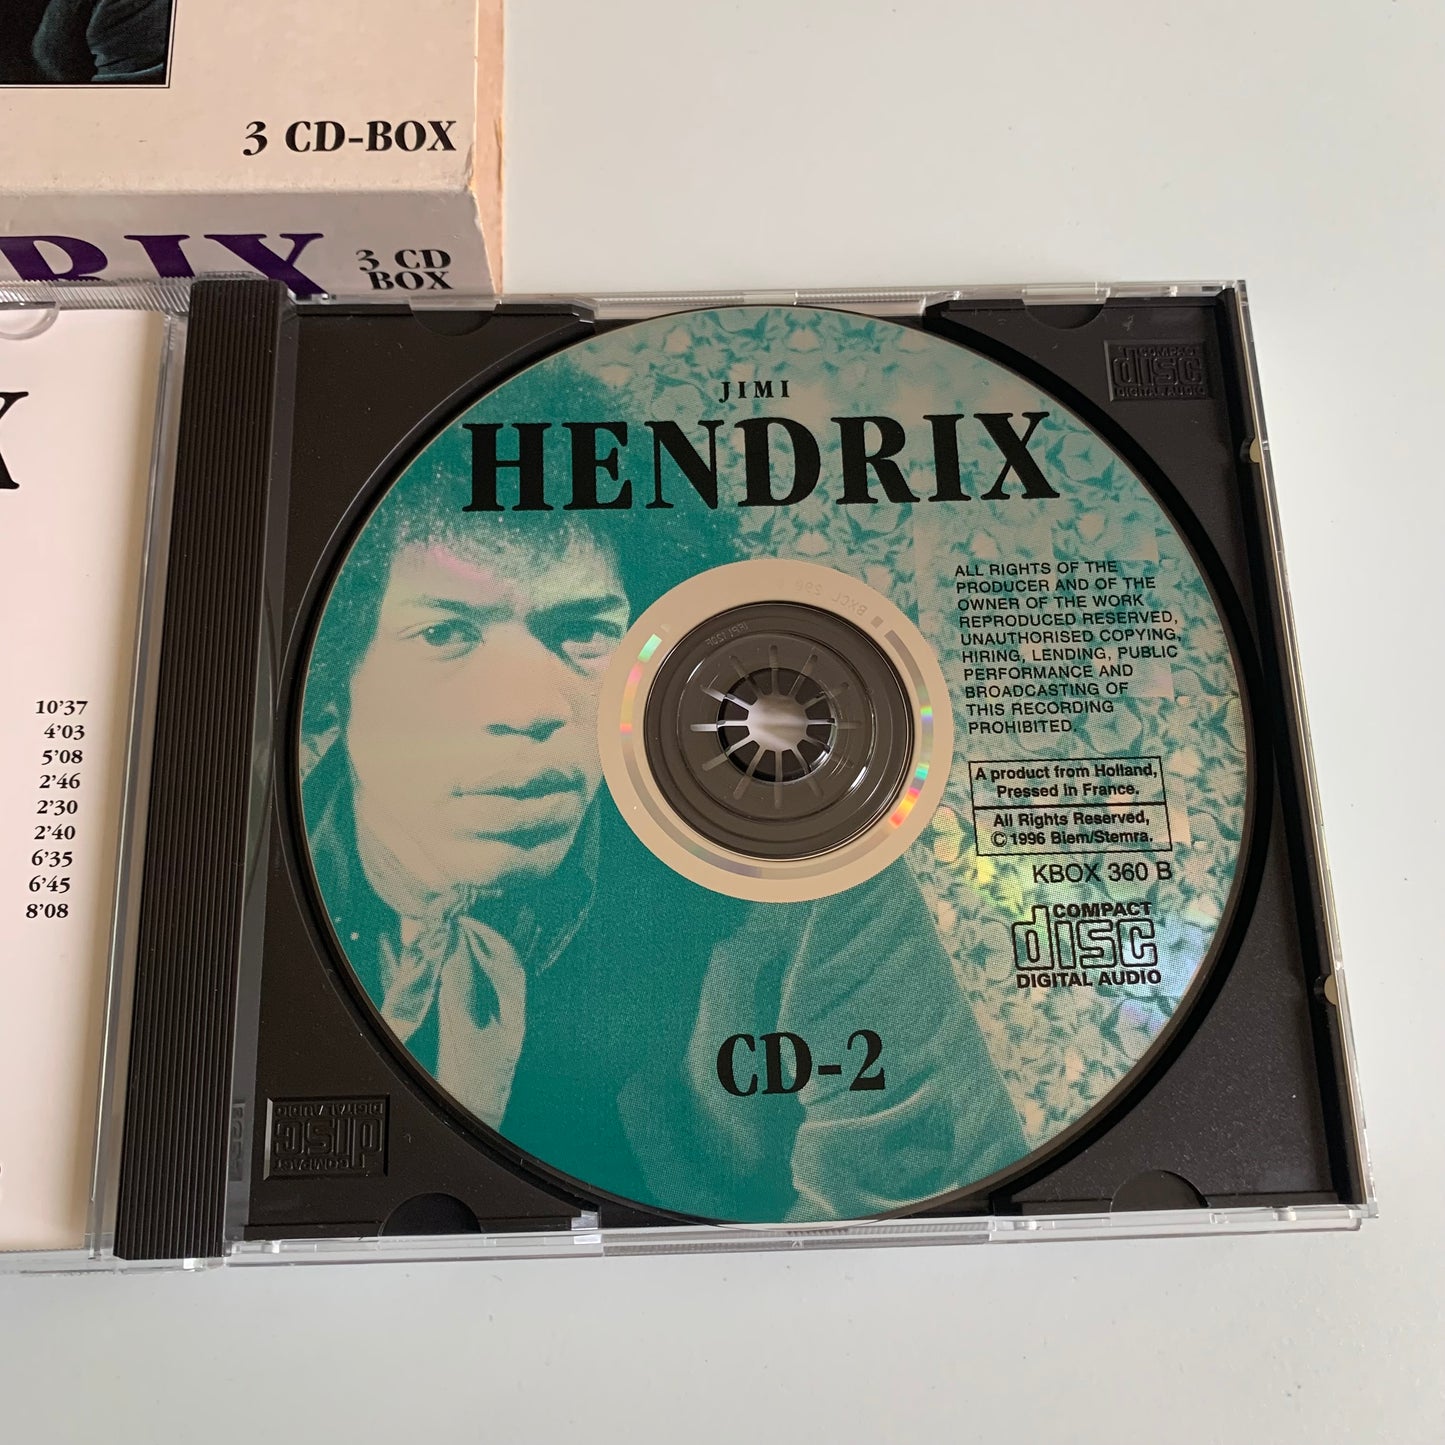 3 CD-BOX
RIX
3 CD
BOX
X
10'37
4'03
5'08
2'46
2'30
2'40
6'35
6'45
8'08
JIMI
HENDRIX
ALL RIGHTS OF THE
PRODUCER AND OF THE
OWNER OF THE WORK
REPRODUCED RESERVED,
UNAUTHORISED COPYING,
HIRING, LENDING, PUBLIC
PERFORMANCE AND
BROADCASTING OF
THIS RECORDING
PROHIBITED.
A product from Holland,
Pressed in France.
All Rights Reserved,
© 1996 Biem/Stemra.
KBOX 360 B
COMPACT
disc
DIGITAL AUDIO
CD-2
COMPACT
disc
DIGITAL AUDIO
COMPACT
disc
DIGITAL AUDIO